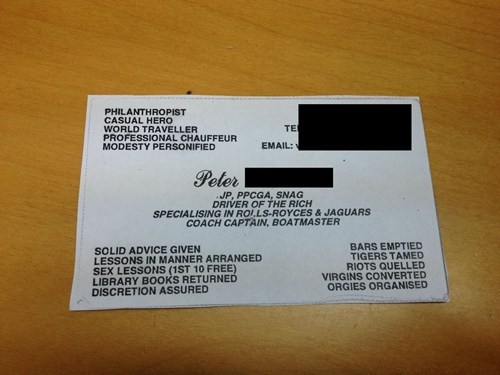 PHILANTHROPIST
CASUAL HERO
WORLD TRAVELLER
PROFESSIONAL CHAUFFEUR
MODESTY PERSONIFIED
EMAIL:
Peter
JP, PPCGA, SNAG
DRIVER OF THE RICH
SPECIALISING IN ROLLS-ROYCES & JAGUARS
COACH CAPTAIN, BOATMASTER
SOLID ADVICE GIVEN
LESSONS IN MANNER ARRANGED
SEX LESSONS (1ST 10 FREE)
LIBRARY BOOKS RETURNED
DISCRETION ASSURED
BARS EMPTIED
TIGERS TAMED
RIOTS QUELLED
VIRGINS CONVERTED
ORGIES ORGANISED